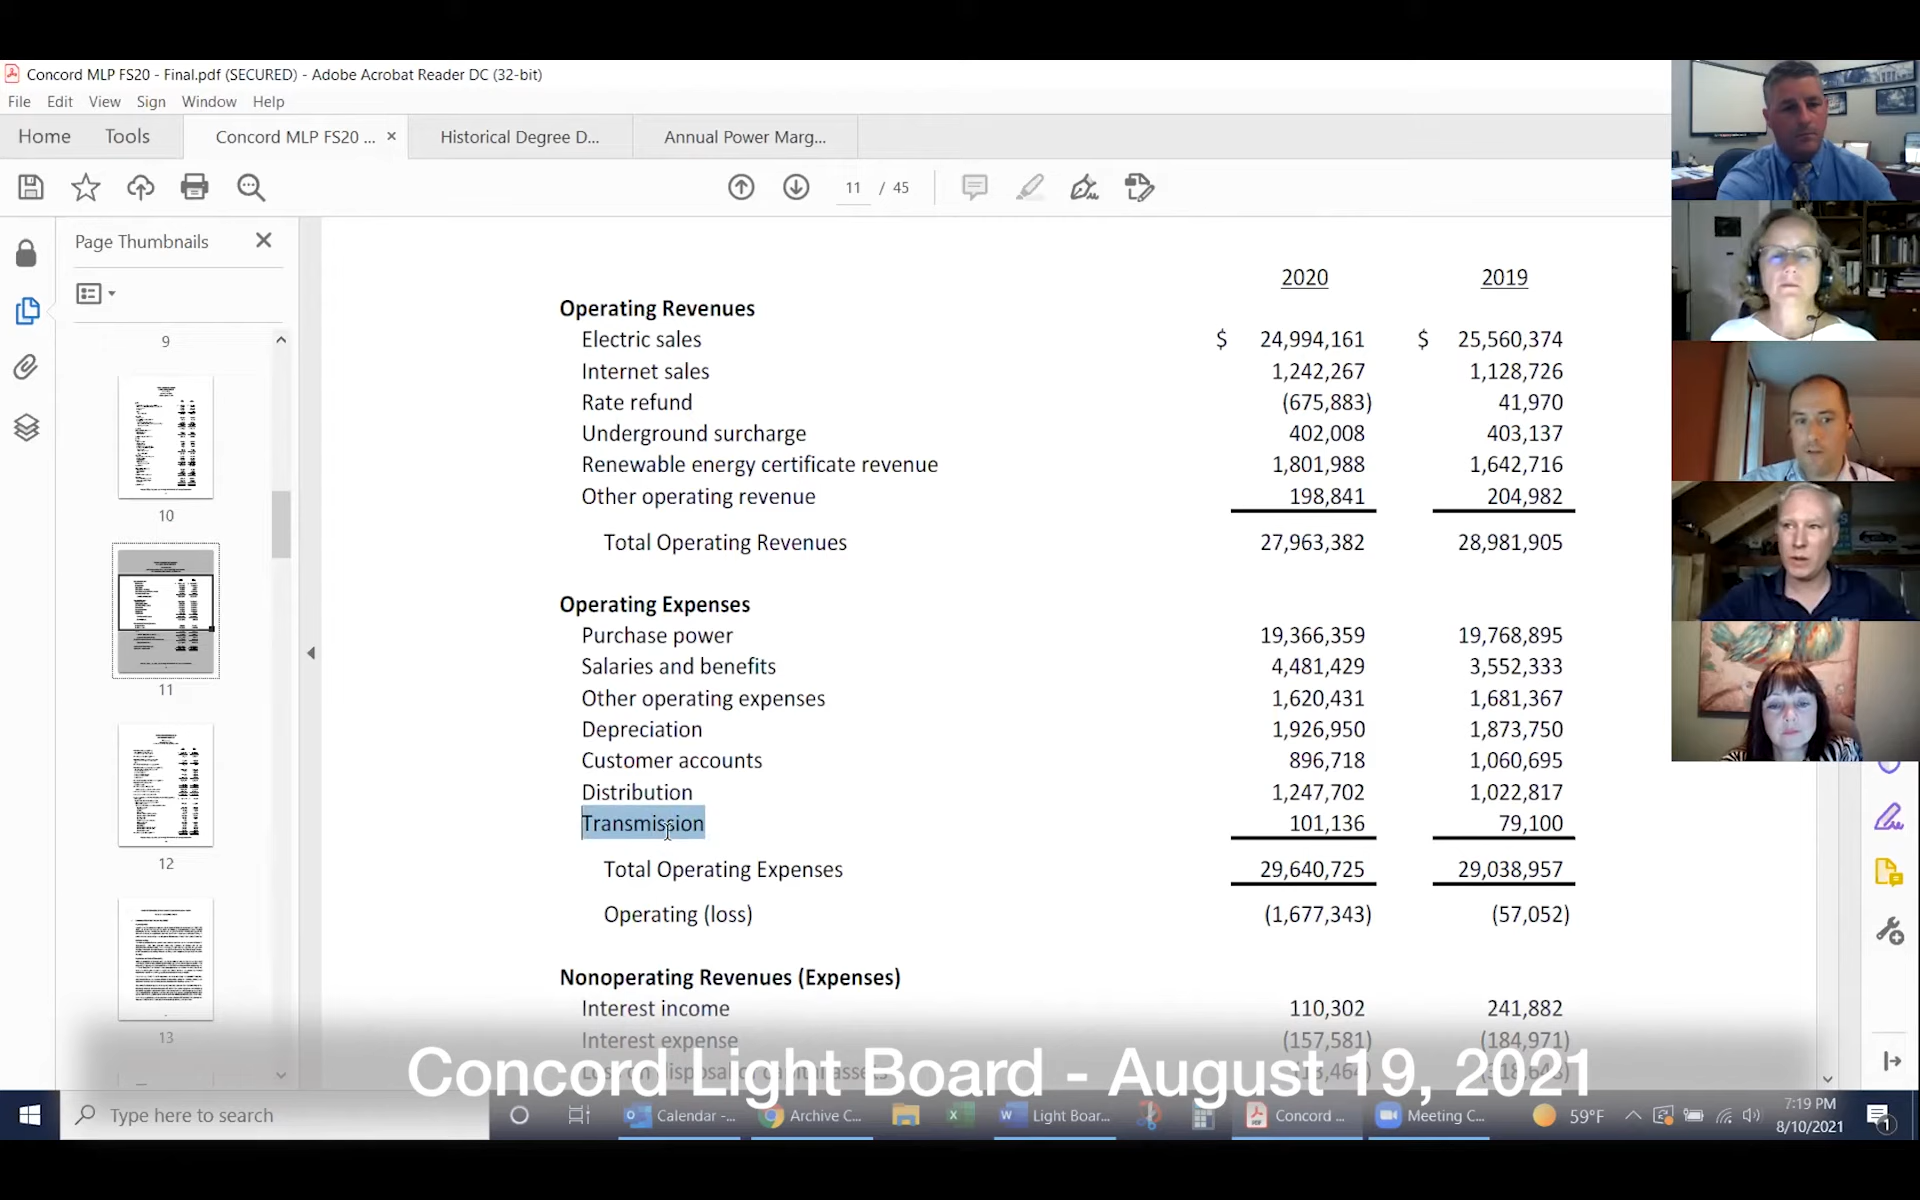 Concord MLP FS20 - Final.pdf (SECURED) - Adobe Acrobat Reader DC (32-bit)
File Edit View Sign Window Help
Home Tools Concord MLP FS20 ... × Historical Degree D... Annual Power Marg...
11 / 45
Page Thumbnails
9
10
11
12
13
2020 2019
Operating Revenues
Electric sales $ 24,994,161 $ 25,560,374
Internet sales 1,242,267 1,128,726
Rate refund (675,883) 41,970
Underground surcharge 402,008 403,137
Renewable energy certificate revenue 1,801,988 1,642,716
Other operating revenue 198,841 204,982
Total Operating Revenues 27,963,382 28,981,905
Operating Expenses
Purchase power 19,366,359 19,768,895
Salaries and benefits 4,481,429 3,552,333
Other operating expenses 1,620,431 1,681,367
Depreciation 1,926,950 1,873,750
Customer accounts 896,718 1,060,695
Distribution 1,247,702 1,022,817
Transmission 101,136 79,100
Total Operating Expenses 29,640,725 29,038,957
Operating (loss) (1,677,343) (57,052)
Nonoperating Revenues (Expenses)
Interest income 110,302 241,882
Interest expense (157,581) (184,971)
Concord Light Board - August 19, 2021
Type here to search Calendar -... Archive C... Light Boar... Concord ... Meeting C... 59°F 7:19 PM
8/10/2021 1